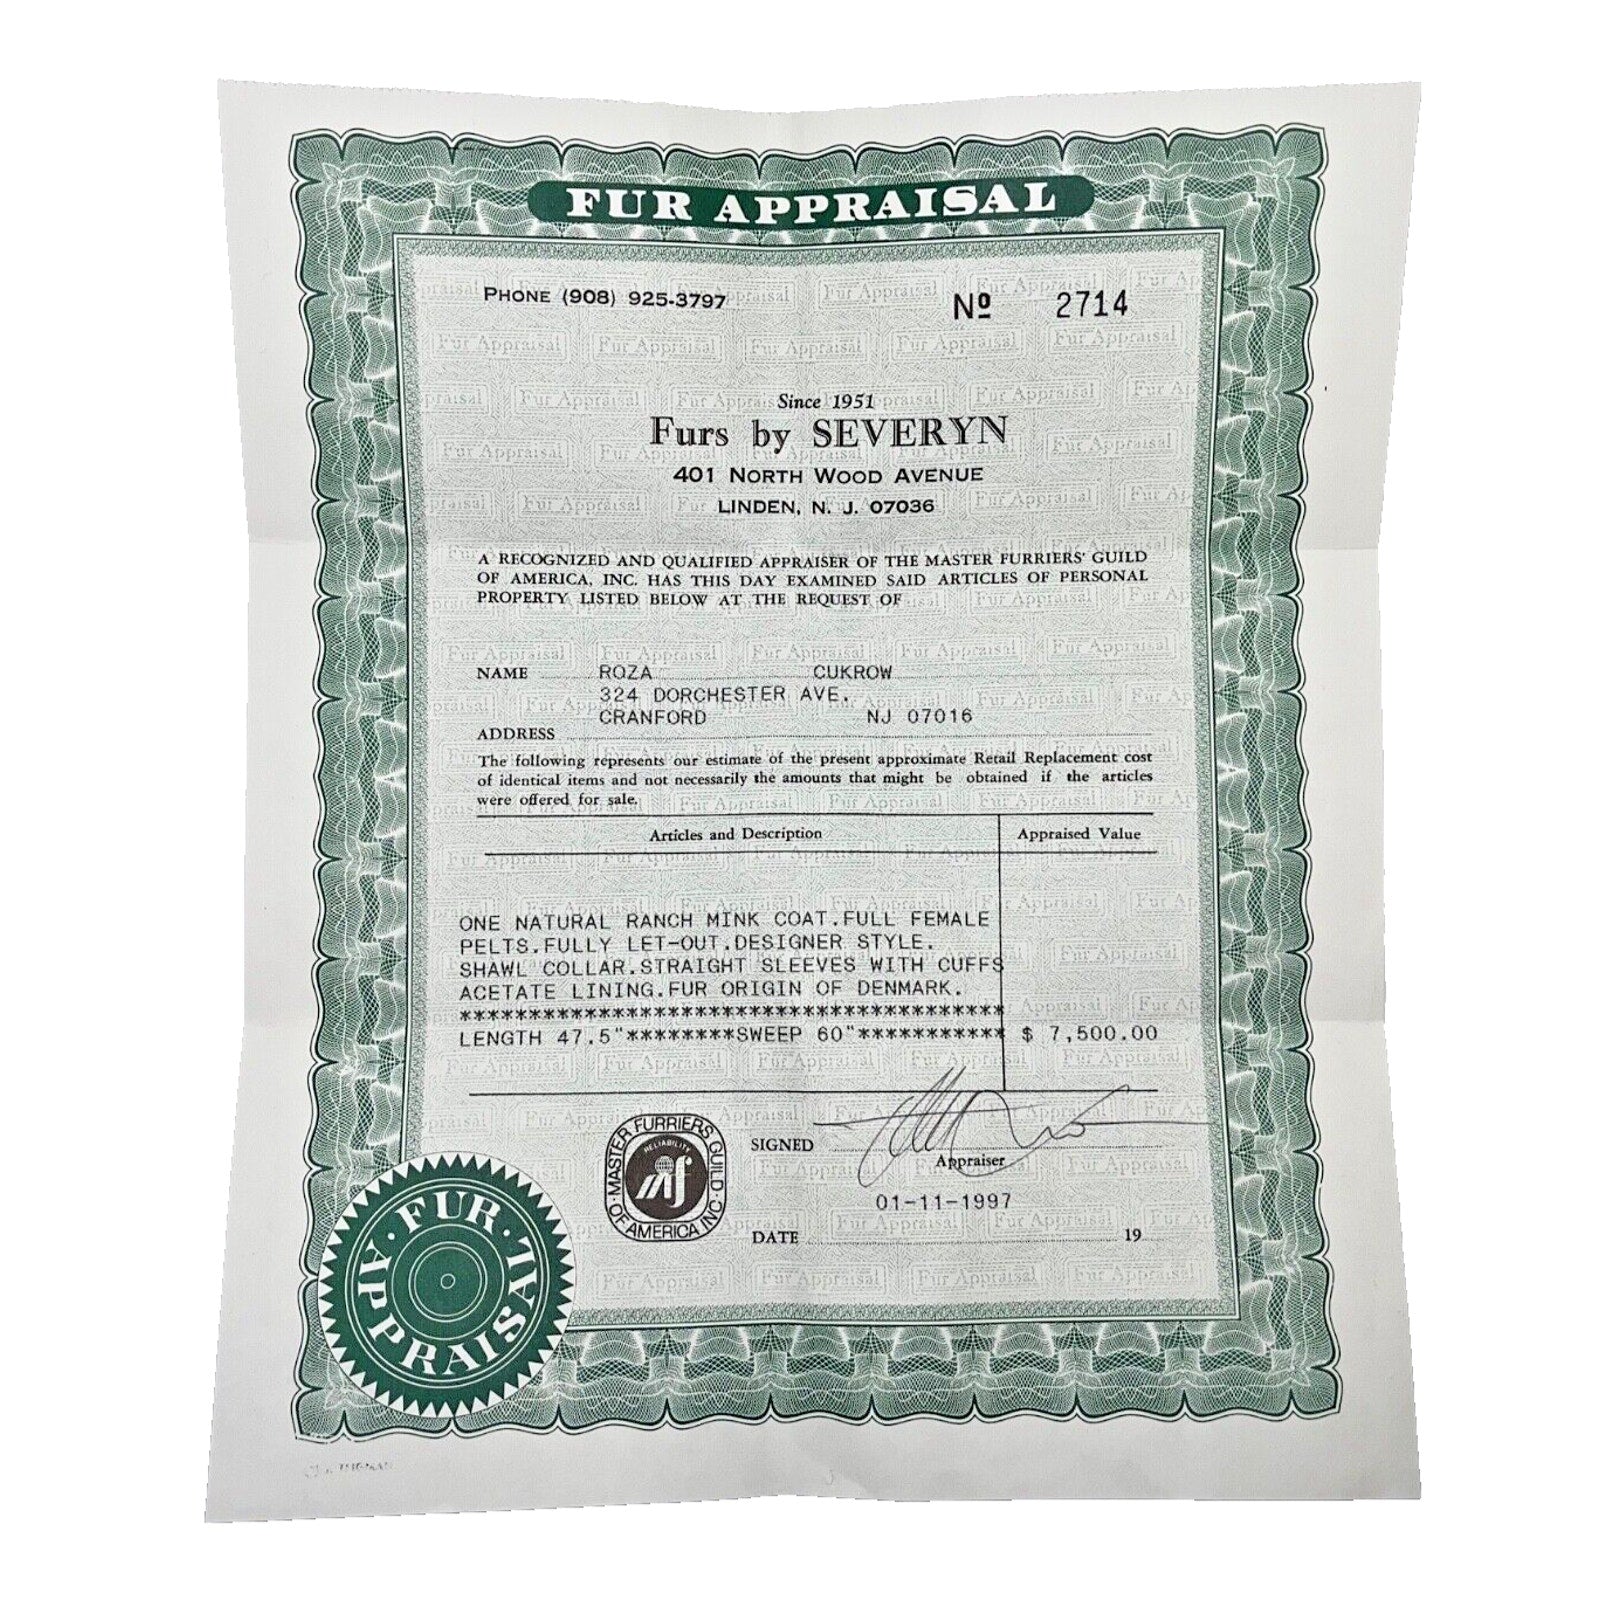 FUR APPRAISAL
PHONE (908) 925-3797
Nº 2714
Since 1951
Furs by SEVERYN
401 NORTH WOOD AVENUE
LINDEN, N. J. 07036
A RECOGNIZED AND QUALIFIED APPRAISER OF THE MASTER FURRIERS' GUILD
OF AMERICA, INC. HAS THIS DAY EXAMINED SAID ARTICLES OF PERSONAL
PROPERTY LISTED BELOW AT THE REQUEST OF
NAME ROZA CUKROW
324 DORCHESTER AVE.
CRANFORD NJ 07016
ADDRESS
The following represents our estimate of the present approximate Retail Replacement cost
of identical items and not necessarily the amounts that might be obtained if the articles
were offered for sale.
Articles and Description Appraised Value
ONE NATURAL RANCH MINK COAT.FULL FEMALE
PELTS.FULLY LET-OUT.DESIGNER STYLE.
SHAWL COLLAR.STRAIGHT SLEEVES WITH CUFFS
ACETATE LINING.FUR ORIGIN OF DENMARK.
****************************************
LENGTH 47.5"********SWEEP 60"*********** $ 7,500.00
MASTER FURRIERS GUILD OF AMERICA INC
RELIABILITY
mf
SIGNED
Appraiser
01-11-1997
DATE 19
FUR APPRAISAL